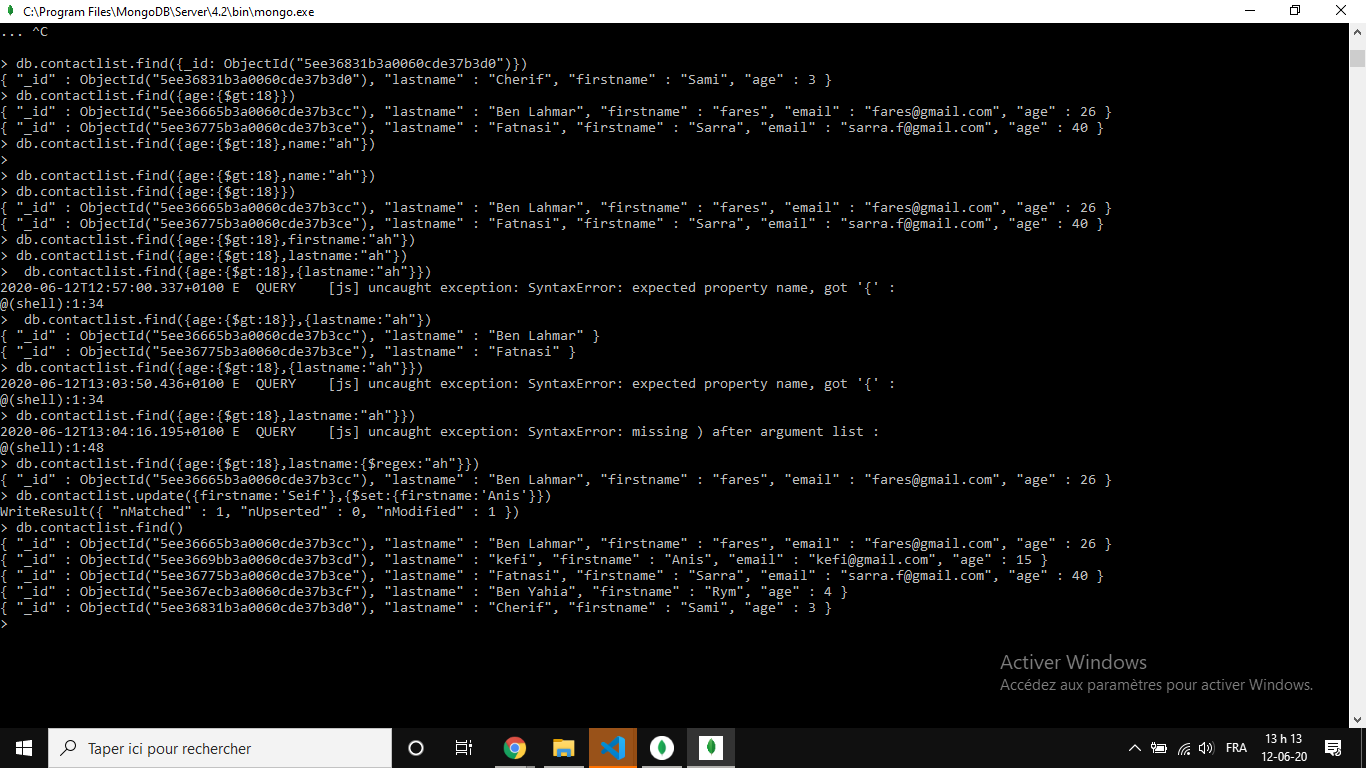 C:\Program Files\MongoDB\Server\4.2\bin\mongo.exe
... ^C
> db.contactlist.find({_id: ObjectId("5ee36831b3a0060cde37b3d0")})
{ "_id" : ObjectId("5ee36831b3a0060cde37b3d0"), "lastname" : "Cherif", "firstname" : "Sami", "age" : 3 }
> db.contactlist.find({age:{$gt:18}})
{ "_id" : ObjectId("5ee36665b3a0060cde37b3cc"), "lastname" : "Ben Lahmar", "firstname" : "fares", "email" : "fares@gmail.com", "age" : 26 }
{ "_id" : ObjectId("5ee36775b3a0060cde37b3ce"), "lastname" : "Fatnasi", "firstname" : "Sarra", "email" : "sarra.f@gmail.com", "age" : 40 }
> db.contactlist.find({age:{$gt:18},name:"ah"})
>
> db.contactlist.find({age:{$gt:18},name:"ah"})
> db.contactlist.find({age:{$gt:18}})
{ "_id" : ObjectId("5ee36665b3a0060cde37b3cc"), "lastname" : "Ben Lahmar", "firstname" : "fares", "email" : "fares@gmail.com", "age" : 26 }
{ "_id" : ObjectId("5ee36775b3a0060cde37b3ce"), "lastname" : "Fatnasi", "firstname" : "Sarra", "email" : "sarra.f@gmail.com", "age" : 40 }
> db.contactlist.find({age:{$gt:18},firstname:"ah"})
> db.contactlist.find({age:{$gt:18},lastname:"ah"})
>  db.contactlist.find({age:{$gt:18},{lastname:"ah"}})
2020-06-12T12:57:00.337+0100 E  QUERY    [js] uncaught exception: SyntaxError: expected property name, got '{' :
@(shell):1:34
>  db.contactlist.find({age:{$gt:18}},{lastname:"ah"})
{ "_id" : ObjectId("5ee36665b3a0060cde37b3cc"), "lastname" : "Ben Lahmar" }
{ "_id" : ObjectId("5ee36775b3a0060cde37b3ce"), "lastname" : "Fatnasi" }
> db.contactlist.find({age:{$gt:18},{lastname:"ah"}})
2020-06-12T13:03:50.436+0100 E  QUERY    [js] uncaught exception: SyntaxError: expected property name, got '{' :
@(shell):1:34
> db.contactlist.find({age:{$gt:18},lastname:"ah"}})
2020-06-12T13:04:16.195+0100 E  QUERY    [js] uncaught exception: SyntaxError: missing ) after argument list :
@(shell):1:48
> db.contactlist.find({age:{$gt:18},lastname:{$regex:"ah"}})
{ "_id" : ObjectId("5ee36665b3a0060cde37b3cc"), "lastname" : "Ben Lahmar", "firstname" : "fares", "email" : "fares@gmail.com", "age" : 26 }
> db.contactlist.update({firstname:'Seif'},{$set:{firstname:'Anis'}})
WriteResult({ "nMatched" : 1, "nUpserted" : 0, "nModified" : 1 })
> db.contactlist.find()
{ "_id" : ObjectId("5ee36665b3a0060cde37b3cc"), "lastname" : "Ben Lahmar", "firstname" : "fares", "email" : "fares@gmail.com", "age" : 26 }
{ "_id" : ObjectId("5ee3669bb3a0060cde37b3cd"), "lastname" : "kefi", "firstname" : "Anis", "email" : "kefi@gmail.com", "age" : 15 }
{ "_id" : ObjectId("5ee36775b3a0060cde37b3ce"), "lastname" : "Fatnasi", "firstname" : "Sarra", "email" : "sarra.f@gmail.com", "age" : 40 }
{ "_id" : ObjectId("5ee367ecb3a0060cde37b3cf"), "lastname" : "Ben Yahia", "firstname" : "Rym", "age" : 4 }
{ "_id" : ObjectId("5ee36831b3a0060cde37b3d0"), "lastname" : "Cherif", "firstname" : "Sami", "age" : 3 }
>
Activer Windows
Accédez aux paramètres pour activer Windows.
Taper ici pour rechercher
FRA
13 h 13
12-06-20